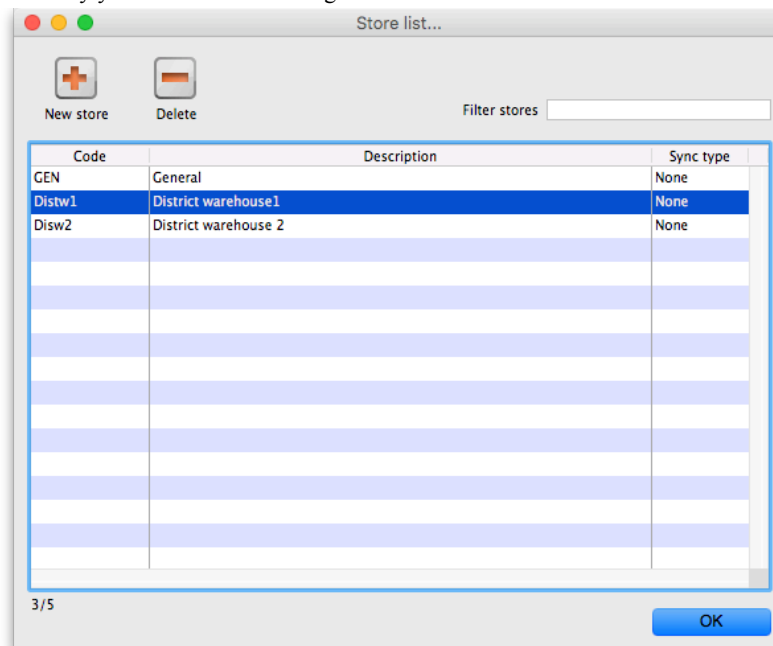 Store list...
New store Delete Filter stores
Code Description Sync type
GEN General None
Distw1 District warehouse1 None
Disw2 District warehouse 2 None
3/5
OK